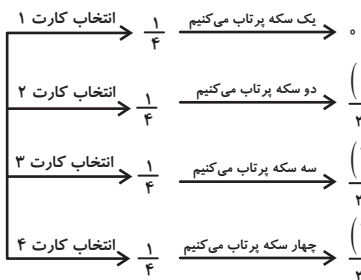 انتخاب کارت ۱ ۱/۴ یک سکه پرتاب می‌کنیم ۰
انتخاب کارت ۲ ۱/۴ دو سکه پرتاب می‌کنیم
انتخاب کارت ۳ ۱/۴ سه سکه پرتاب می‌کنیم
انتخاب کارت ۴ ۱/۴ چهار سکه پرتاب می‌کنیم